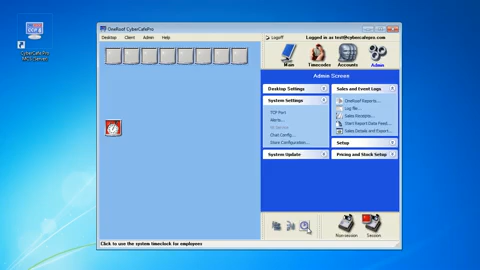 CyberCafePro
MCS (Server)
OneRoof CyberCafePro
Desktop Client Admin Help
Logoff Logged in as test@cybercafepro.com
Main Timecodes Accounts Admin
Admin Screen
Desktop Settings
Sales and Event Logs
System Settings
TCP Port
Alerts...
Chat Config...
Store Configuration...
OneRoof Reports...
Log file...
Sales Receipts...
Start Report Data Feed...
Sales Details and Export...
Setup
System Update
Pricing and Stock Setup
Non-session
Session
Click to use the system timeclock for employees